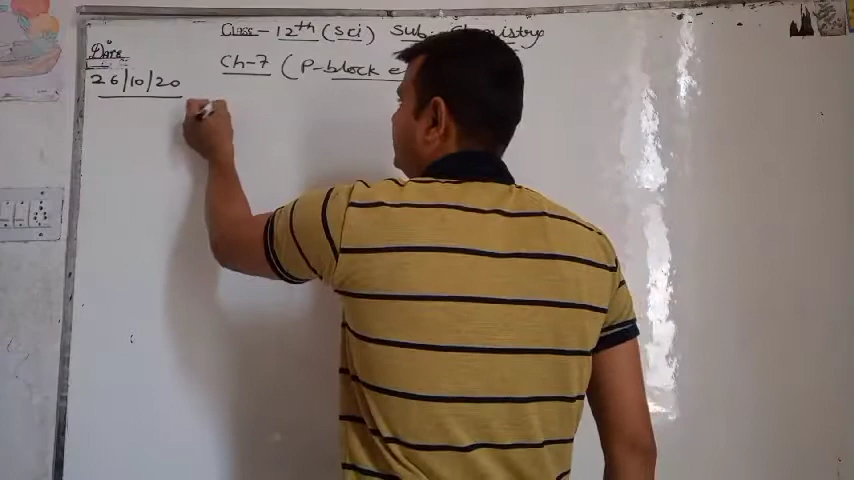 Class - 12th (Sci) Sub - Chemistry
Date
26/10/20
Ch-7 (P-block